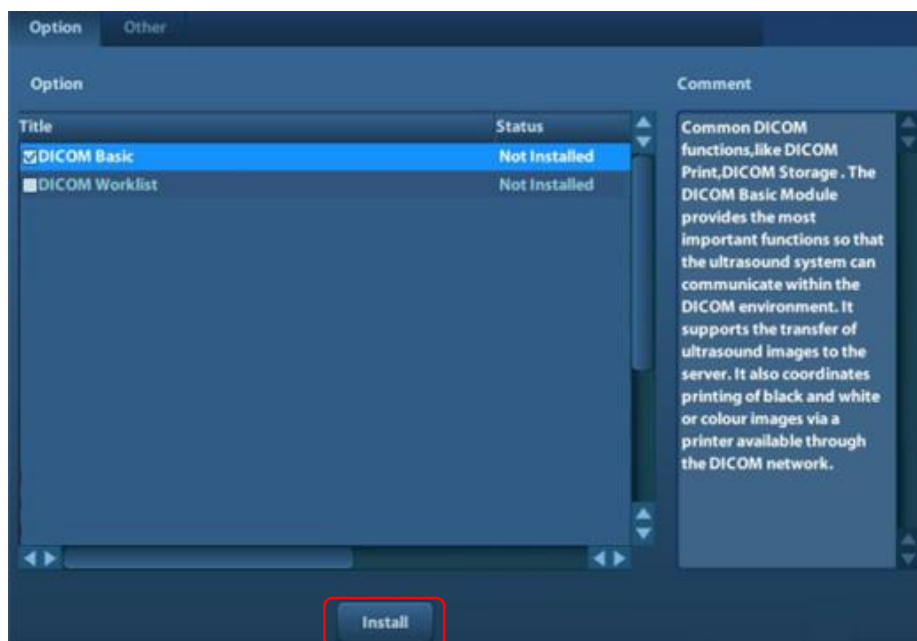 Option Other
Option
Comment
Title Status
DICOM Basic Not Installed
DICOM Worklist Not Installed
Common DICOM
functions,like DICOM
Print,DICOM Storage . The
DICOM Basic Module
provides the most
important functions so that
the ultrasound system can
communicate within the
DICOM environment. It
supports the transfer of
ultrasound images to the
server. It also coordinates
printing of black and white
or colour images via a
printer available through
the DICOM network.
Install